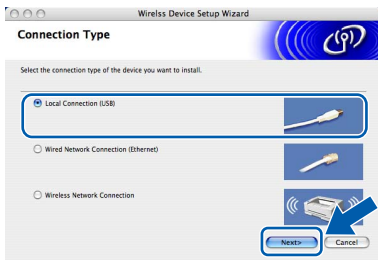 Wirelss Device Setup Wizard
Connection Type
Select the connection type of the device you want to install.
Local Connection (USB)
Wired Network Connection (Ethernet)
Wireless Network Connection
Next>
Cancel